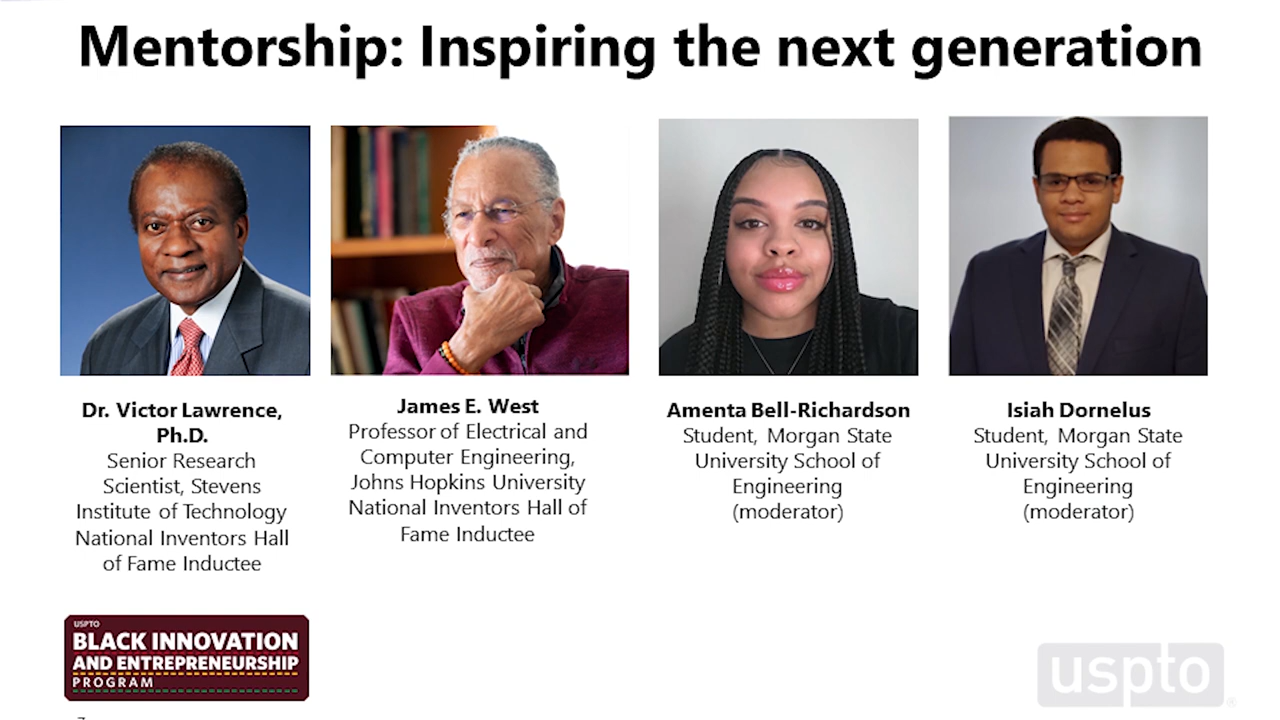 Mentorship: Inspiring the next generation
Dr. Victor Lawrence,
Ph.D.
Senior Research
Scientist, Stevens
Institute of Technology
National Inventors Hall
of Fame Inductee
James E. West
Professor of Electrical and
Computer Engineering,
Johns Hopkins University
National Inventors Hall of
Fame Inductee
Amenta Bell-Richardson
Student, Morgan State
University School of
Engineering
(moderator)
Isiah Dornelus
Student, Morgan State
University School of
Engineering
(moderator)
USPTO
BLACK INNOVATION
AND ENTREPRENEURSHIP
PROGRAM
uspto®